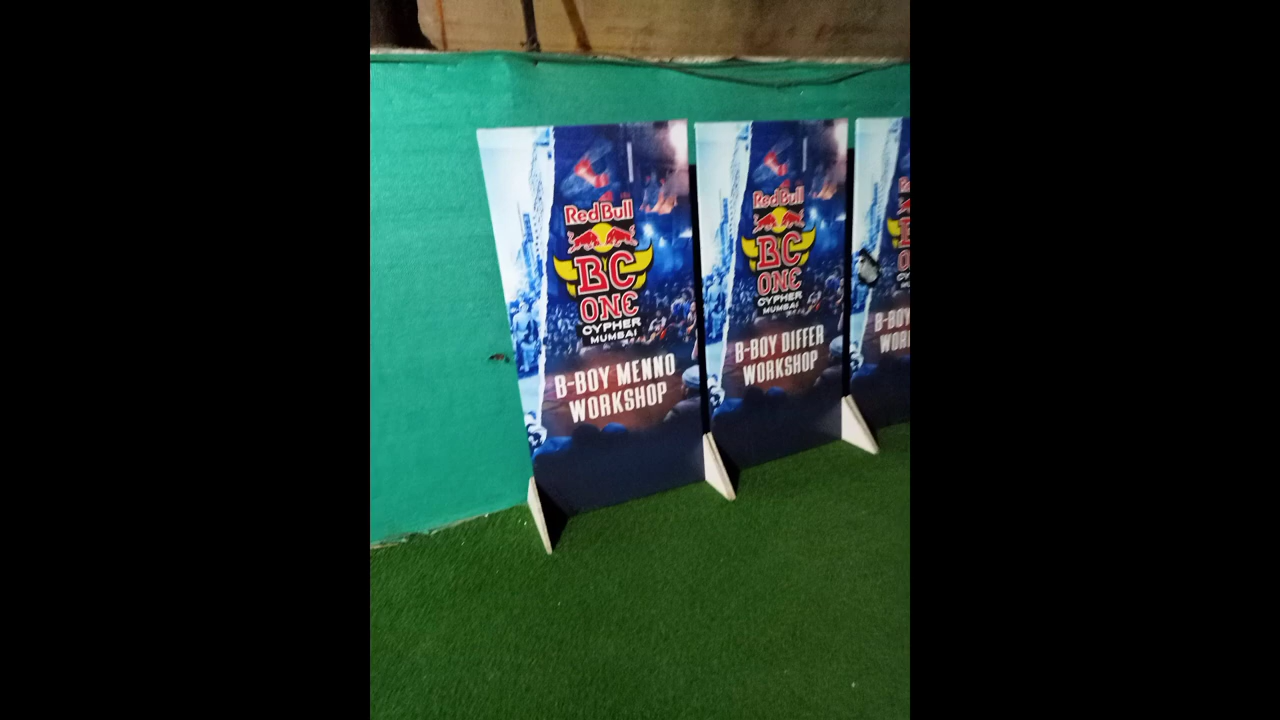 Red Bull
BC
ONE
CYPHER
MUMBAI
B-BOY MENNO
WORKSHOP
Red Bull
BC
ONE
CYPHER
MUMBAI
B-BOY DIFFER
WORKSHOP
B-BOY